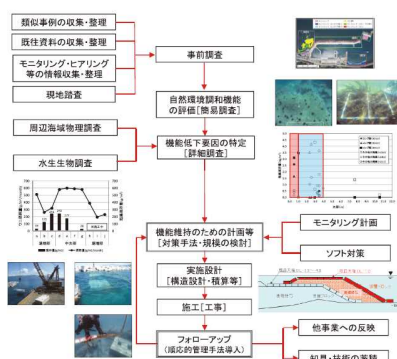 類似事例の収集・整理
既往資料の収集・整理
モニタリング・ヒアリング
等の情報収集・整理
現地踏査
事前調査
自然環境調和機能
の評価[簡易調査]
周辺海域物理調査
水生生物調査
機能低下要因の特定
[詳細調査]
機能維持のための計画等
[対策手法・規模の検討]
モニタリング計画
ソフト対策
実施設計
[構造設計・積算等]
施工[工事]
フォローアップ
(順応的管理手法導入)
他事業への反映
知見・技術の蓄積